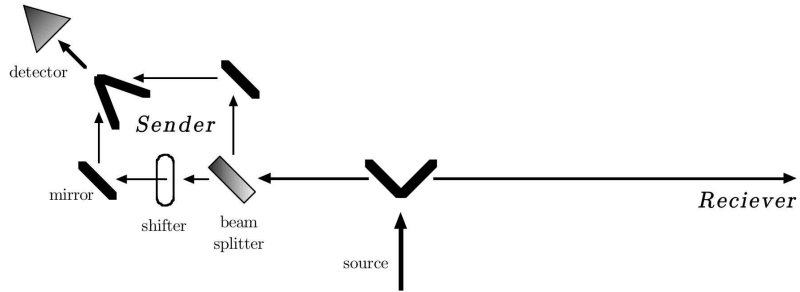 detector
Sender
mirror
shifter
beam
splitter
source
Reciever